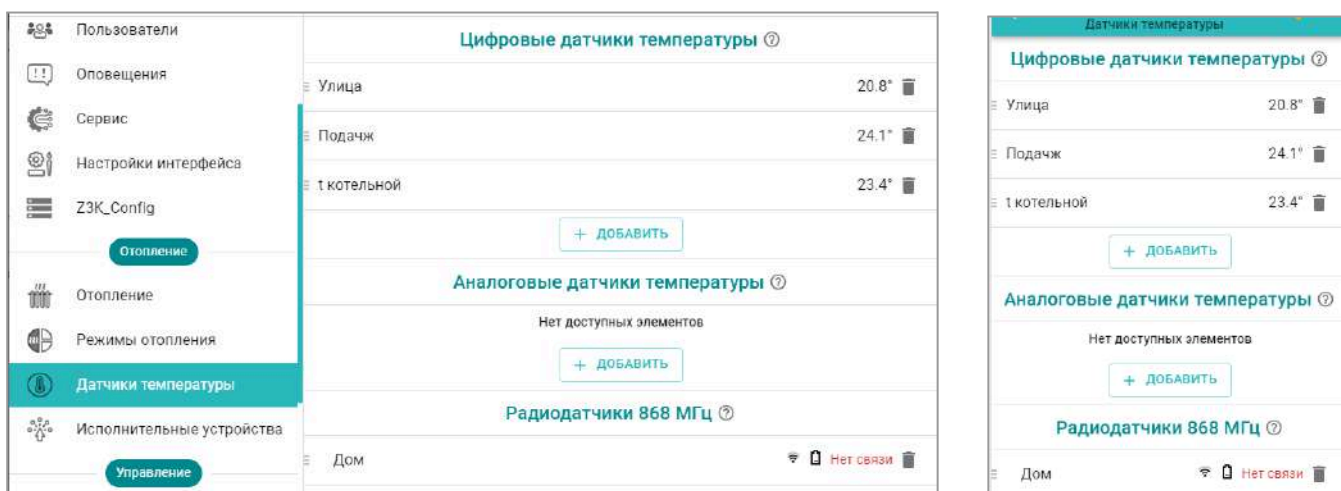 Пользователи
Оповещения
Сервис
Настройки интерфейса
Z3K_Config
Отопление
Отопление
Режимы отопления
Датчики температуры
Исполнительные устройства
Управление
Цифровые датчики температуры ?
Улица 20.8°
Подачж 24.1°
t котельной 23.4°
+ ДОБАВИТЬ
Аналоговые датчики температуры ?
Нет доступных элементов
+ ДОБАВИТЬ
Радиодатчики 868 МГц ?
Дом Нет связи
Датчики температуры
Цифровые датчики температуры ?
Улица 20.8°
Подачж 24.1°
t котельной 23.4°
+ ДОБАВИТЬ
Аналоговые датчики температуры ?
Нет доступных элементов
+ ДОБАВИТЬ
Радиодатчики 868 МГц ?
Дом Нет связи